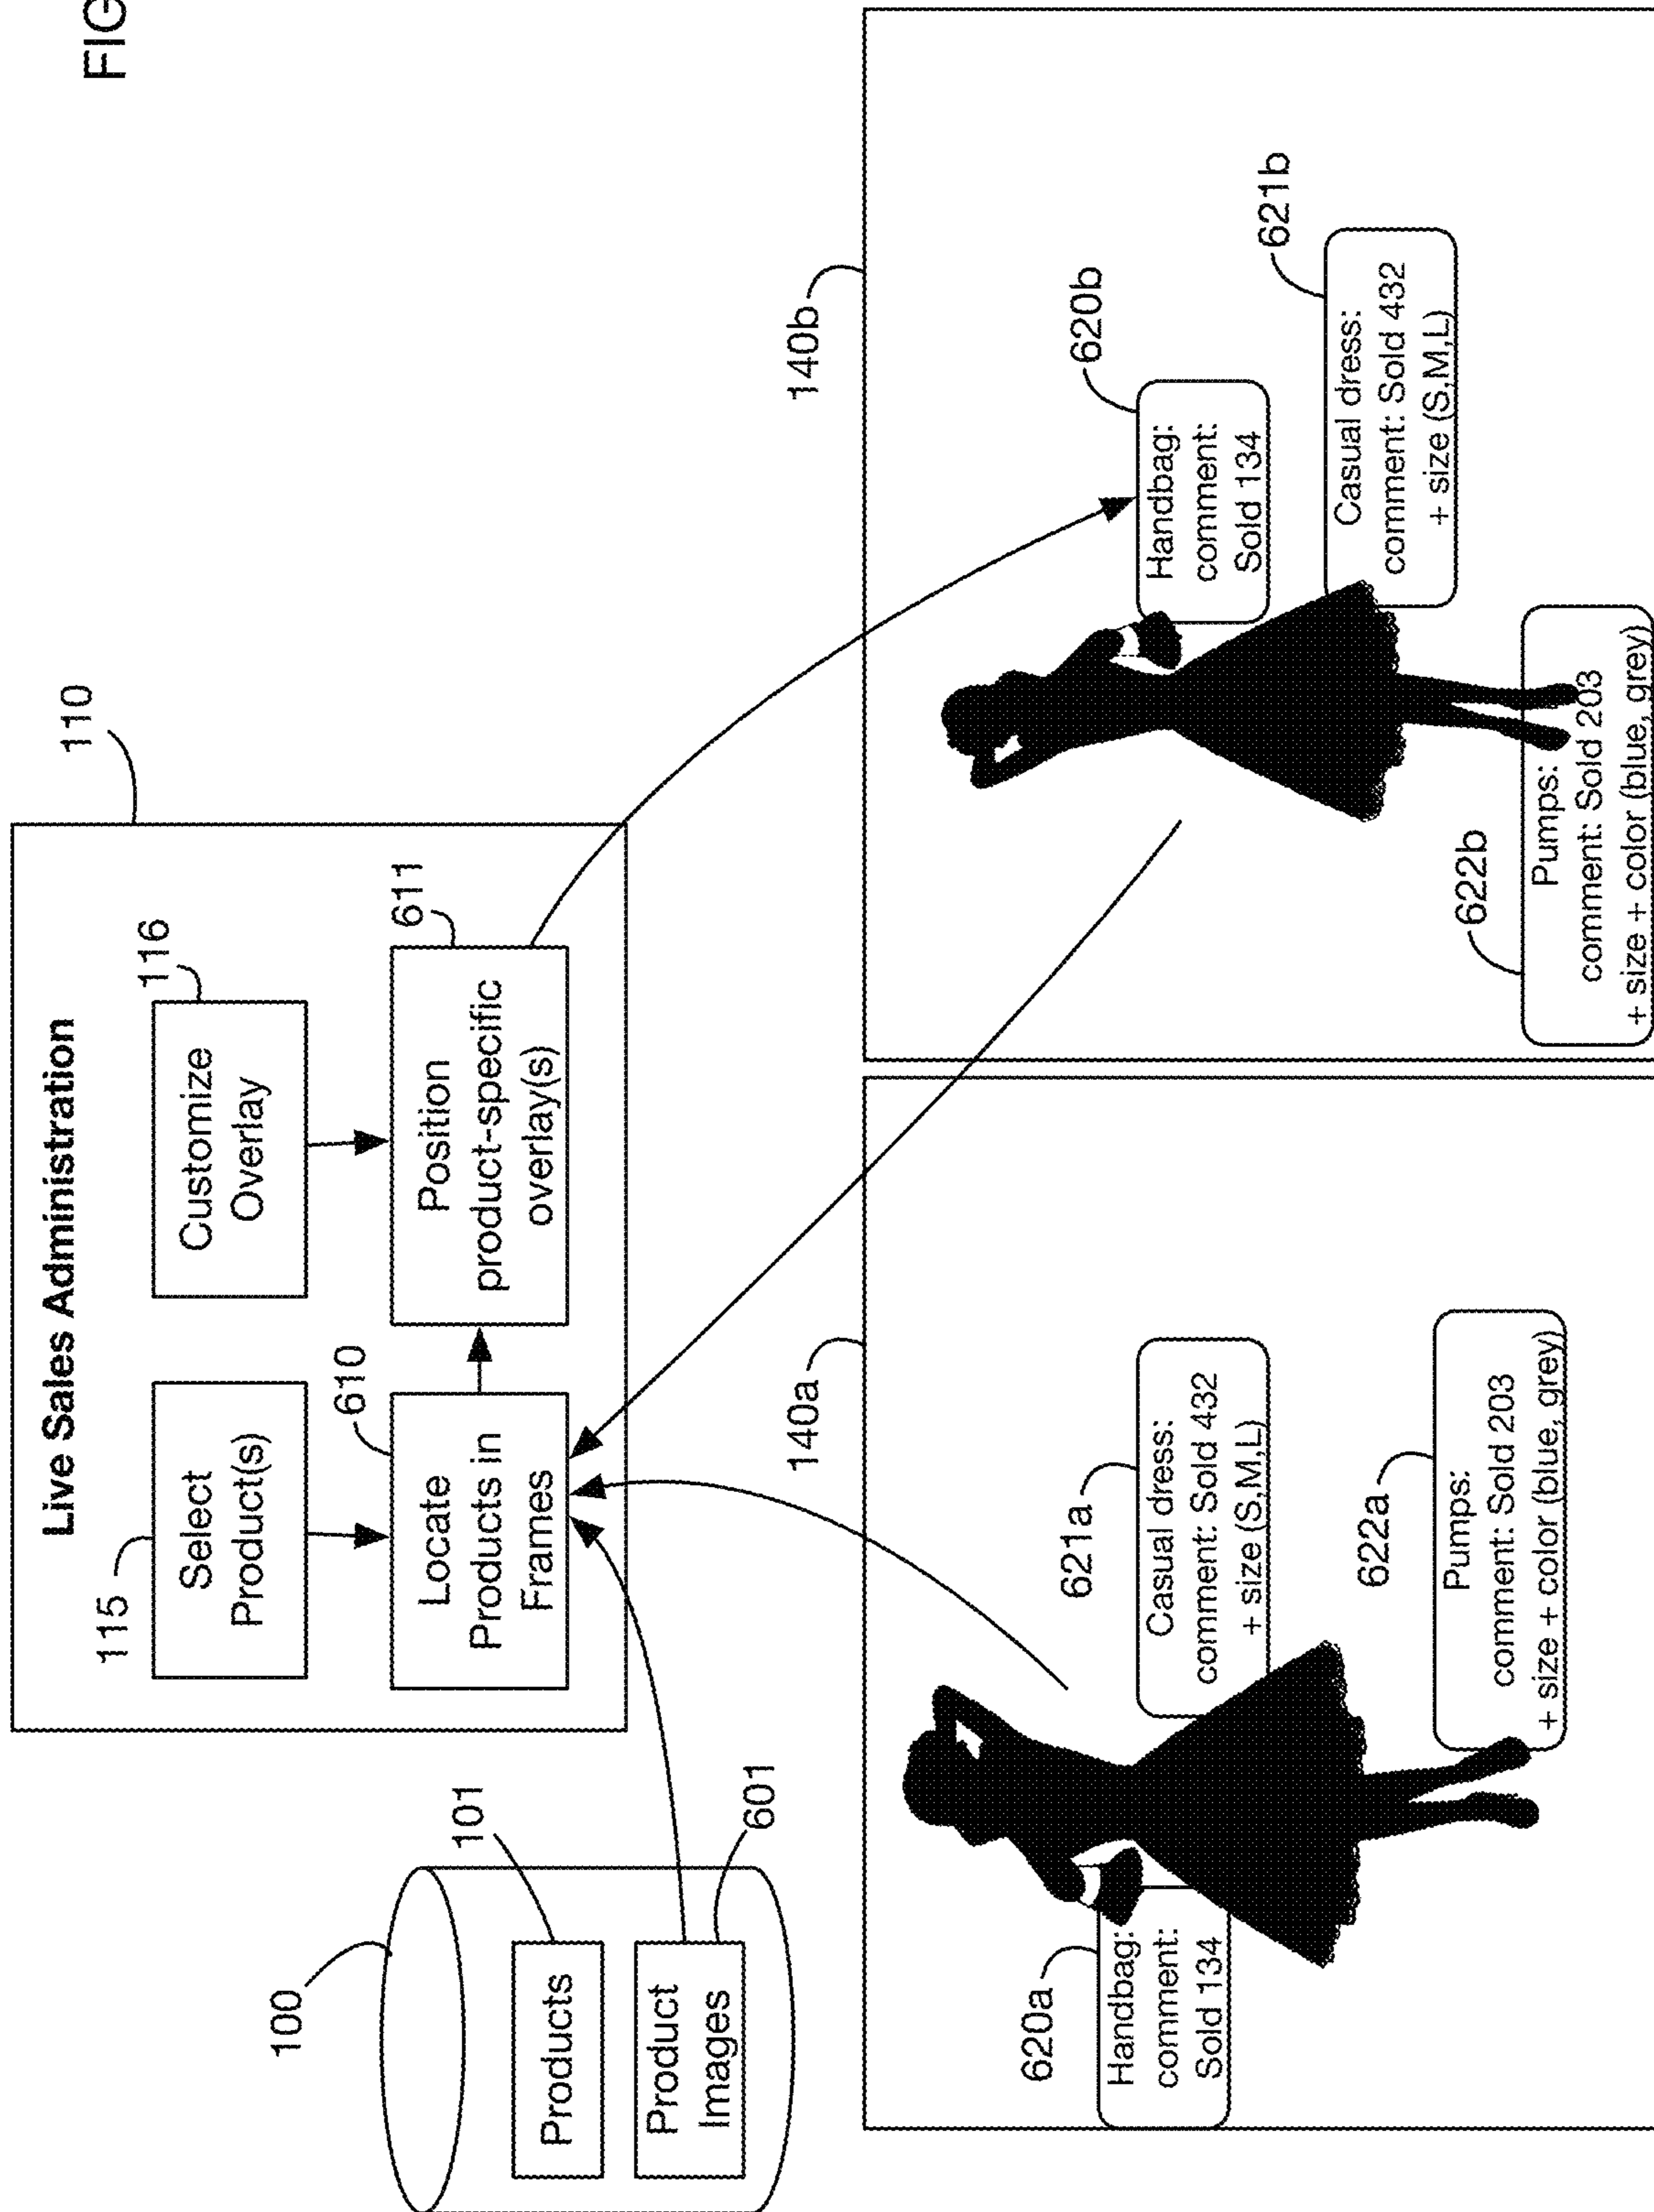 FIG
Live Sales Administration
110
115
Select
Product(s)
116
Customize
Overlay
610
Locate
Products in
Frames
611
Position
product-specific
overlay(s)
100
101
Products
Product
Images
601
140a
620a
Handbag:
comment:
Sold 134
621a
Casual dress:
comment: Sold 432
+ size (S,M,L)
622a
Pumps:
comment: Sold 203
+ size + color (blue, grey)
140b
620b
Handbag:
comment:
Sold 134
621b
Casual dress:
comment: Sold 432
+ size (S,M,L)
622b
Pumps:
comment: Sold 203
+ size + color (blue, grey)